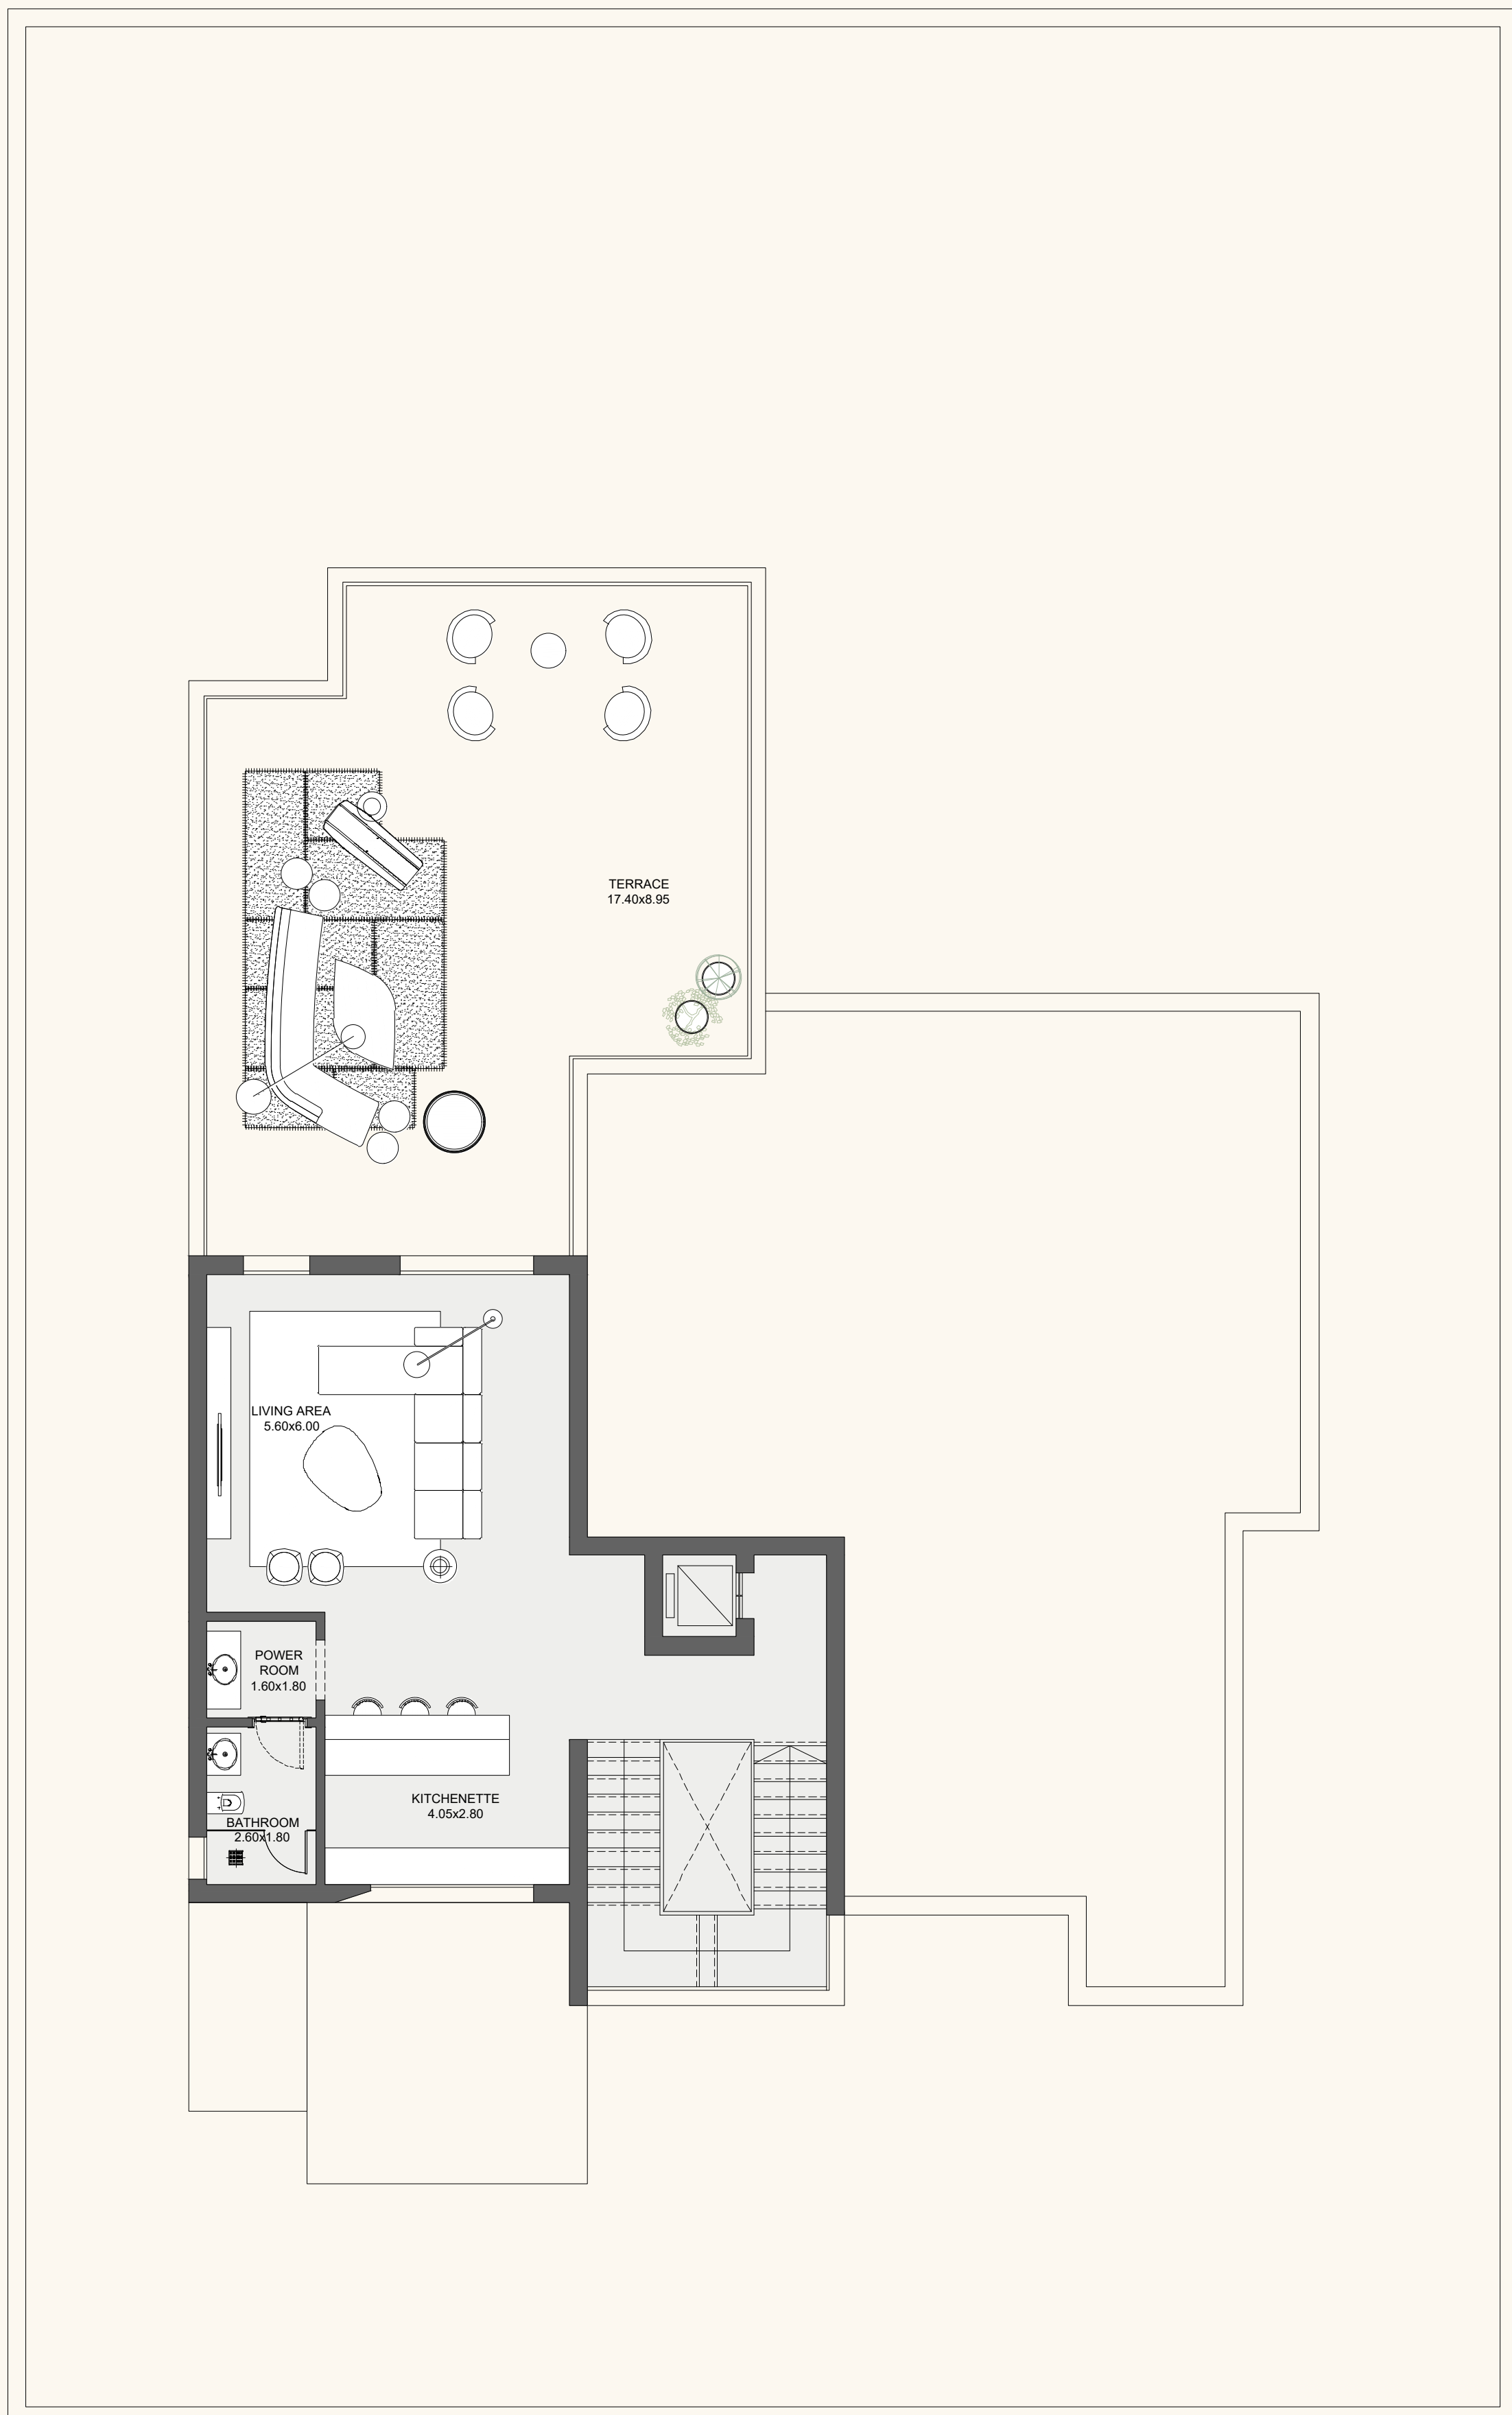 TERRACE
17.40x8.95
LIVING AREA
5.60x6.00
POWER
ROOM
1.60x1.80
KITCHENETTE
4.05x2.80
BATHROOM
2.60x1.80